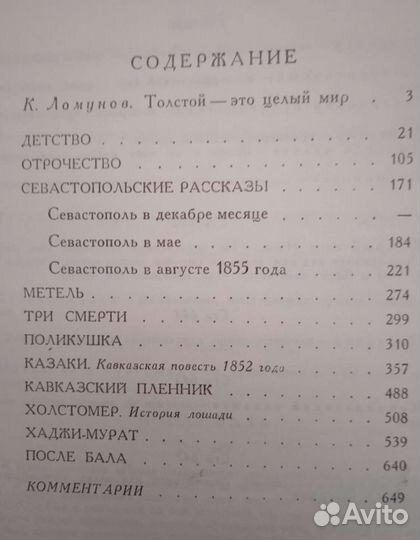 СОДЕРЖАНИЕ
К. Ломунов. Толстой — это целый мир . 3
ДЕТСТВО . . . . . . . . . . . 21
ОТРОЧЕСТВО . . . . . . . . . . 105
СЕВАСТОПОЛЬСКИЕ РАССКАЗЫ . . . . 171
Севастополь в декабре месяце . . . . —
Севастополь в мае . . . . . . . . 184
Севастополь в августе 1855 года . . . . 221
МЕТЕЛЬ . . . . . . . . . . . 274
ТРИ СМЕРТИ . . . . . . . . . . 299
ПОЛИКУШКА . . . . . . . . . . 310
КАЗАКИ. Кавказская повесть 1852 года . . . 357
КАВКАЗСКИЙ ПЛЕННИК . . . . . . . 488
ХОЛСТОМЕР. История лошади . . . . . 508
ХАДЖИ-МУРАТ . . . . . . . . . 539
ПОСЛЕ БАЛА . . . . . . . . . . 640
КОММЕНТАРИИ . . . . . . . . . 649
Avito